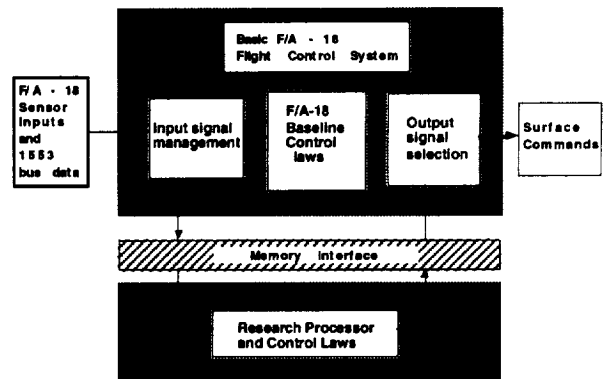 Basic F/A - 18
Flight Control System
F/A - 18
Sensor
Inputs
and
1553
bus data
Input signal
management
F/A-18
Baseline
Control
laws
Output
signal
selection
Surface
Commands
Memory Interface
Research Processor
and Control Laws